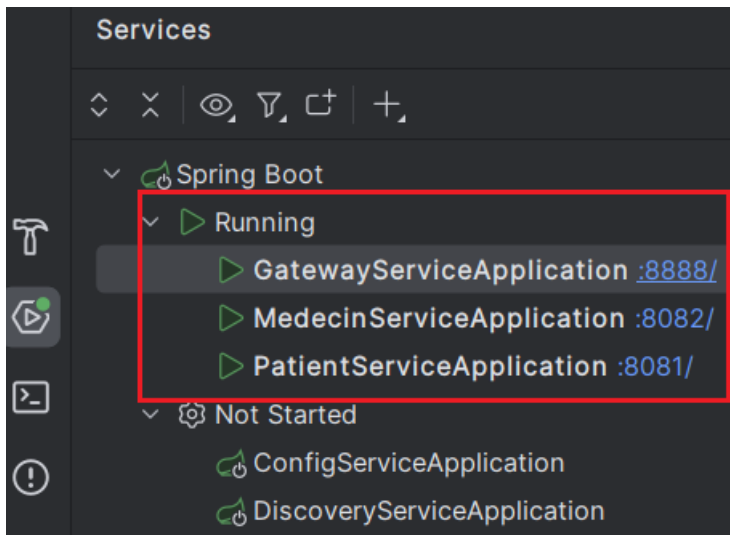 Services
Spring Boot
Running
GatewayServiceApplication :8888/
MedecinServiceApplication :8082/
PatientServiceApplication :8081/
Not Started
ConfigServiceApplication
DiscoveryServiceApplication